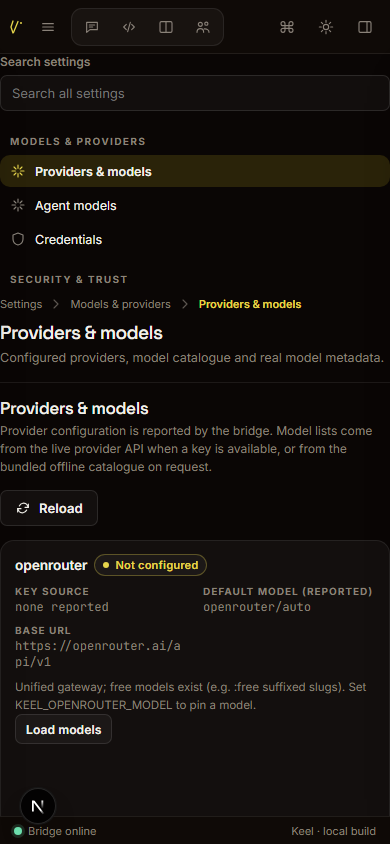 Search settings
Search all settings
MODELS & PROVIDERS
Providers & models
Agent models
Credentials
SECURITY & TRUST
Settings > Models & providers > Providers & models
Providers & models
Configured providers, model catalogue and real model metadata.
Providers & models
Provider configuration is reported by the bridge. Model lists come
from the live provider API when a key is available, or from the
bundled offline catalogue on request.
Reload
openrouter Not configured
KEY SOURCE DEFAULT MODEL (REPORTED)
none reported openrouter/auto
BASE URL
https://openrouter.ai/a
pi/v1
Unified gateway; free models exist (e.g. :free suffixed slugs). Set
KEEL_OPENROUTER_MODEL to pin a model.
Load models
N
Bridge online Keel · local build